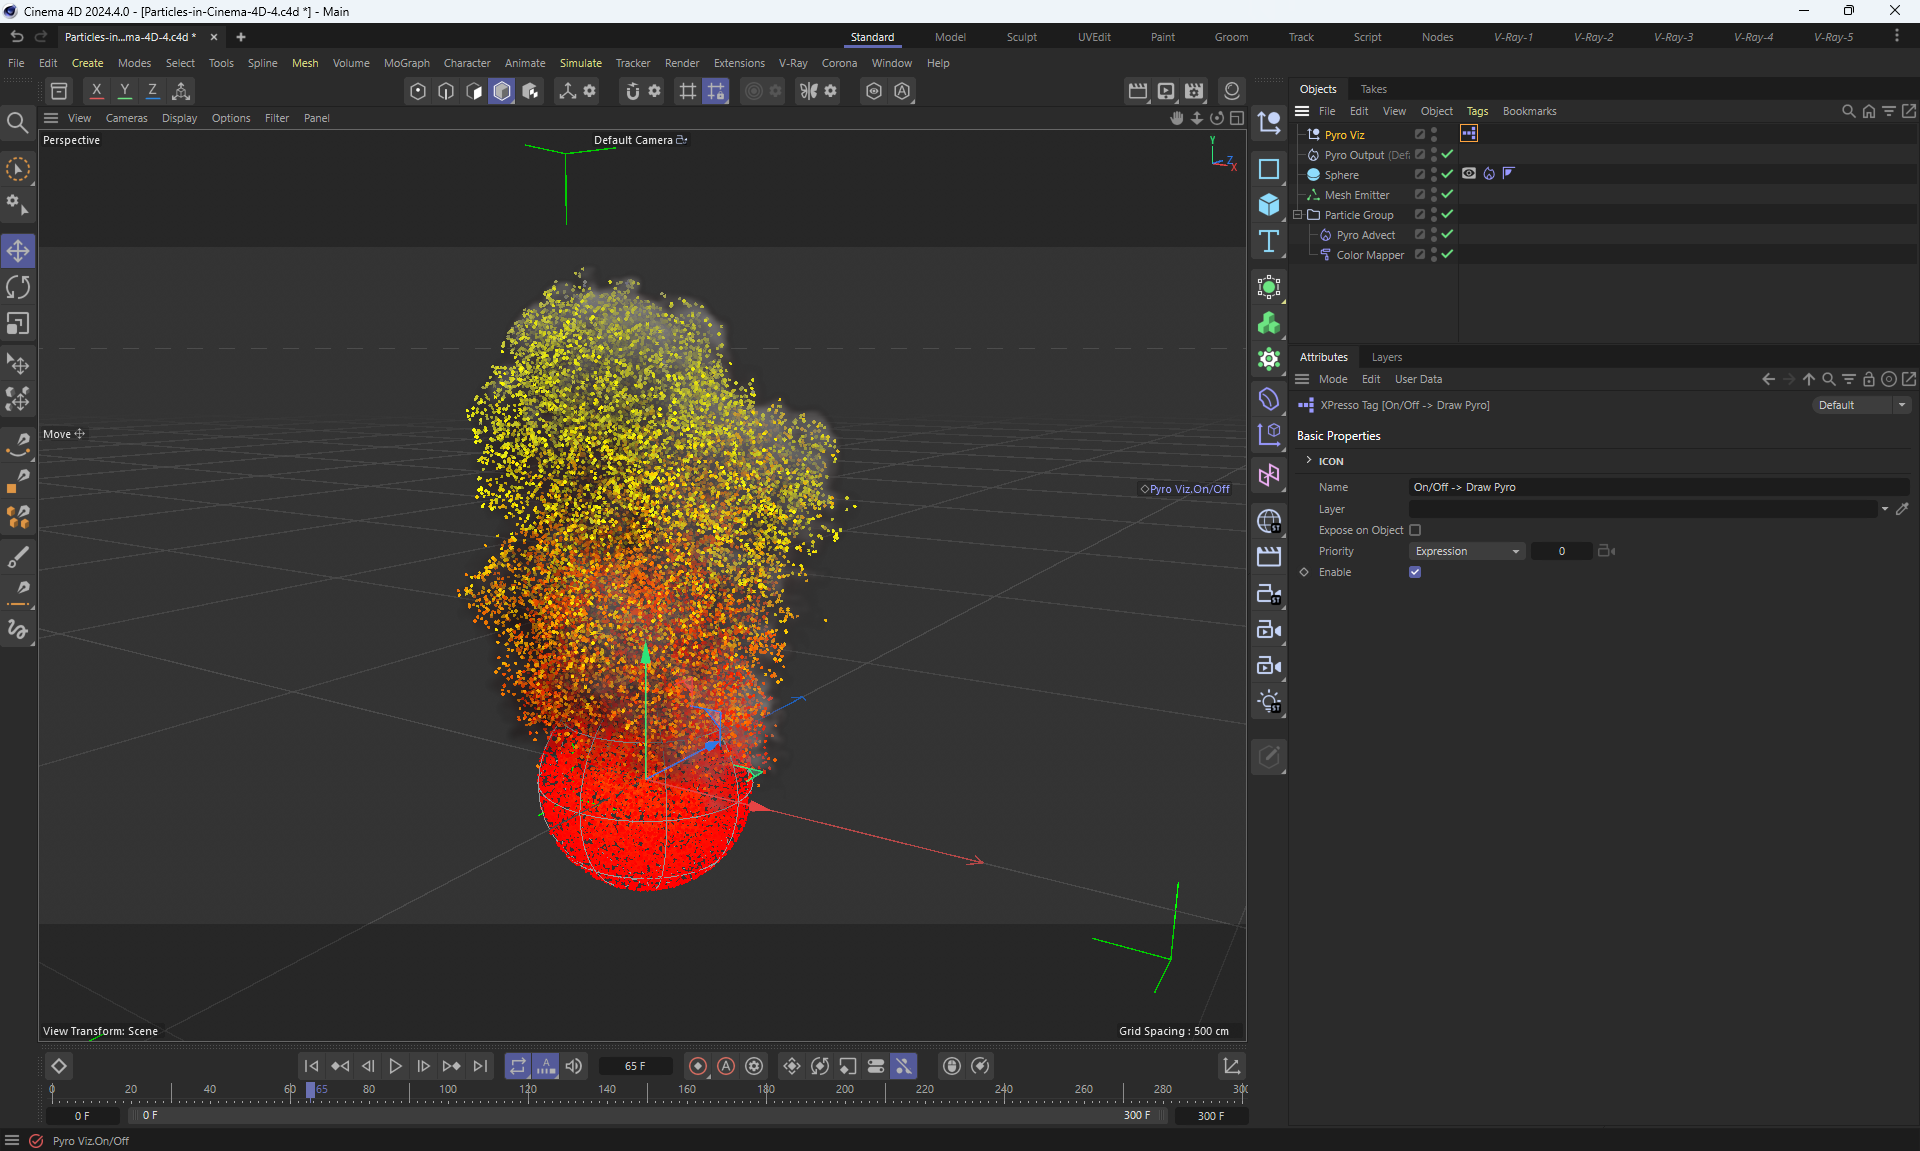 Cinema 4D 2024.4.0 - [Particles-in-Cinema-4D-4.c4d *] - Main
Particles-in...ma-4D-4.c4d *
Standard Model Sculpt UVEdit Paint Groom Track Script Nodes V-Ray-1 V-Ray-2 V-Ray-3 V-Ray-4 V-Ray-5
File Edit Create Modes Select Tools Spline Mesh Volume MoGraph Character Animate Simulate Tracker Render Extensions V-Ray Corona Window Help
X Y Z
Objects Takes
File Edit View Object Tags Bookmarks
View Cameras Display Options Filter Panel
Perspective
Default Camera
Y
Z
X
Pyro Viz
Pyro Output (Def
Sphere
Mesh Emitter
Particle Group
Pyro Advect
Color Mapper
Move
Pyro Viz.On/Off
View Transform: Scene
Grid Spacing : 500 cm
Attributes Layers
Mode Edit User Data
XPresso Tag [On/Off -> Draw Pyro]
Default
Basic Properties
ICON
Name On/Off -> Draw Pyro
Layer
Expose on Object
Priority Expression 0
Enable
65 F
0 20 40 60 65 80 100 120 140 160 180 200 220 240 260 280 300
0 F 0 F 300 F 300 F
Pyro Viz.On/Off